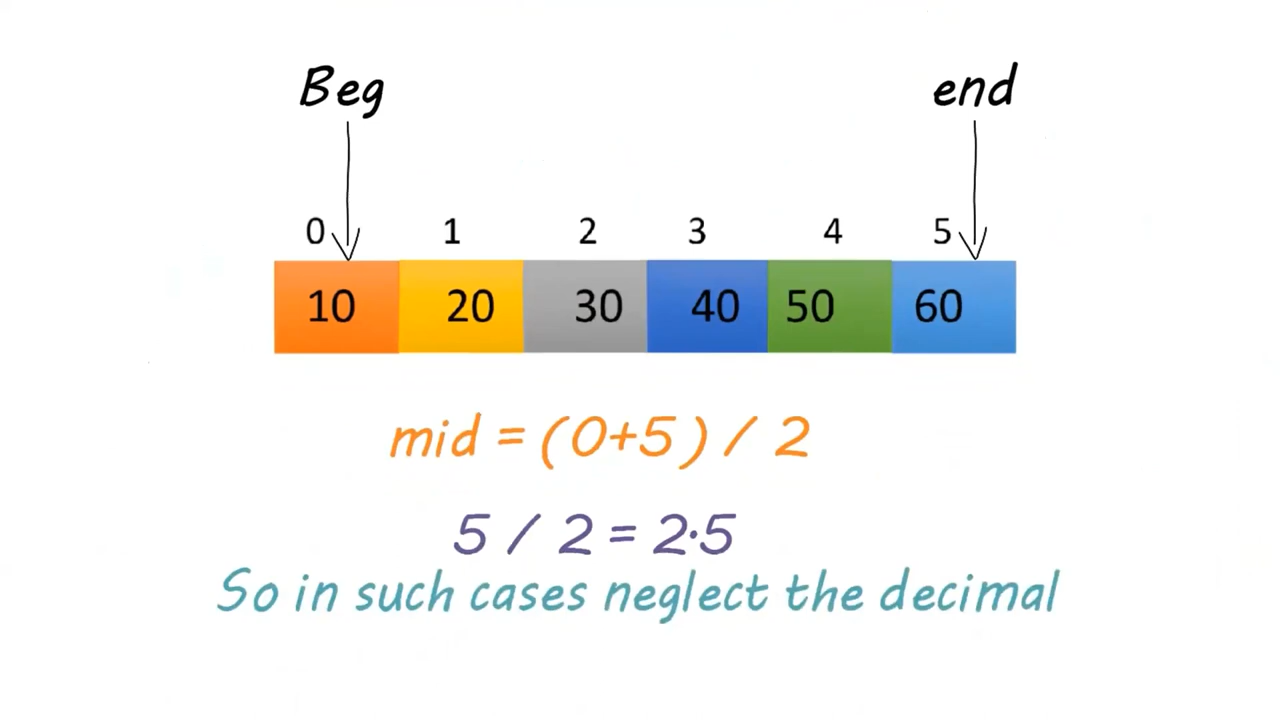 Beg end
0 1 2 3 4 5
10 20 30 40 50 60
mid = (0+5) / 2
5 / 2 = 2.5
So in such cases neglect the decimal